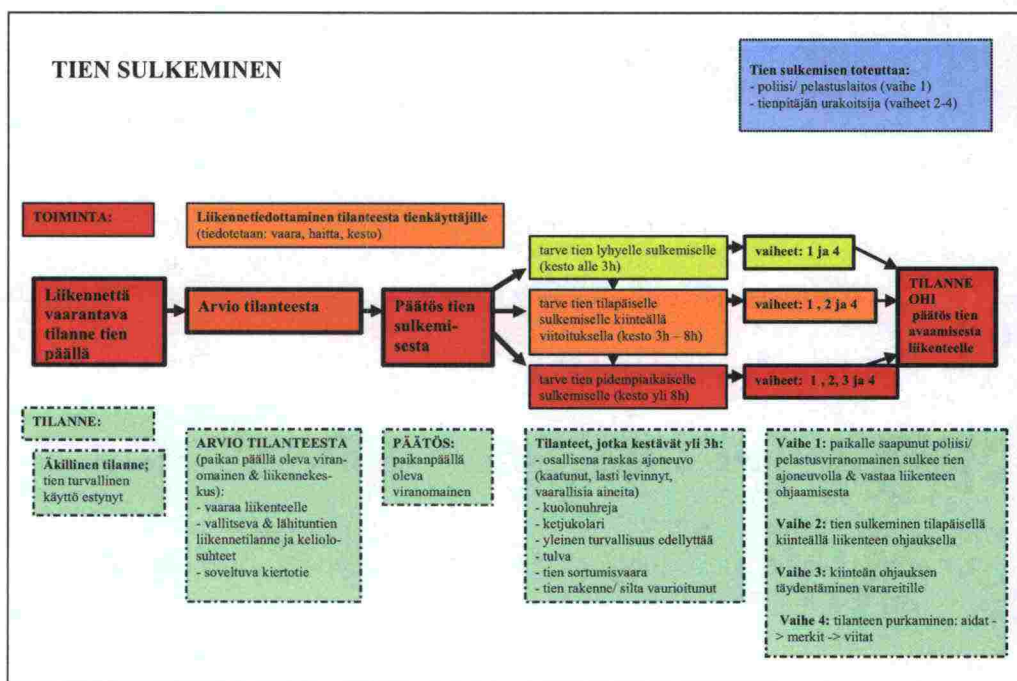 TIEN SULKEMINEN
Tien sulkemisen toteuttaa:
- poliisi/ pelastuslaitos (vaihe 1)
- tienpitäjän urakoitsija (vaiheet 2-4)
TOIMINTA:
Liikennetiedottaminen tilanteesta tienkäyttäjille
(tiedotetaan: vaara, haitta, kesto)
Liikennettä
vaarantava
tilanne tien
päällä
Arvio tilanteesta
Päätös tien
sulkemi-
sesta
tarve tien lyhyelle sulkemiselle
(kesto alle 3h)
vaiheet: 1 ja 4
tarve tien tilapäiselle
sulkemiselle kiinteällä
viitoituksella (kesto 3h – 8h)
vaiheet: 1 , 2 ja 4
tarve tien pidempiaikaiselle
sulkemiselle (kesto yli 8h)
vaiheet: 1 , 2, 3 ja 4
TILANNE
OHI
päätös tien
avaamisesta
liikenteelle
TILANNE:
Äkillinen tilanne;
tien turvallinen
käyttö estynyt
ARVIO TILANTEESTA
(paikan päällä oleva viran-
omainen & liikennekes-
kus):
- vaaraa liikenteelle
- vallitseva & lähituntien
liikennetilanne ja keliolo-
suhteet
- soveltuva kiertotie
PÄÄTÖS:
paikanpäällä
oleva
viranomainen
Tilanteet, jotka kestävät yli 3h:
- osallisena raskas ajoneuvo
(kaatunut, lasti levinnyt,
vaarallisia aineita)
- kuolonuhreja
- ketjukolari
- yleinen turvallisuus edellyttää
- tulva
- tien sortumisvaara
- tien rakenne/ silta vaurioitunut
Vaihe 1: paikalle saapunut poliisi/
pelastusviranomainen sulkee tien
ajoneuvolla & vastaa liikenteen
ohjaamisesta
Vaihe 2: tien sulkeminen tilapäisellä
kiinteällä liikenteen ohjauksella
Vaihe 3: kiinteän ohjauksen
täydentäminen varareitille
Vaihe 4: tilanteen purkaminen: aidat -
> merkit -> viitat